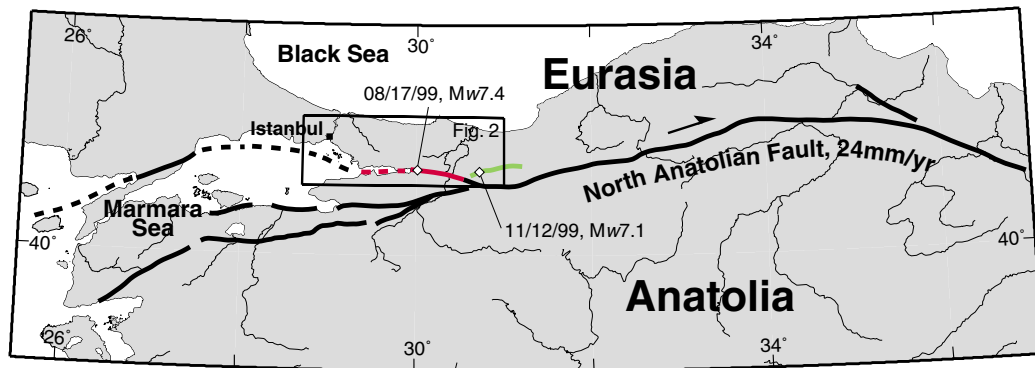 26°
30°
34°
Black Sea
Eurasia
08/17/99, Mw7.4
Istanbul
Fig. 2
North Anatolian Fault, 24mm/yr
Marmara
Sea
11/12/99, Mw7.1
40°
40°
Anatolia
26°
30°
34°